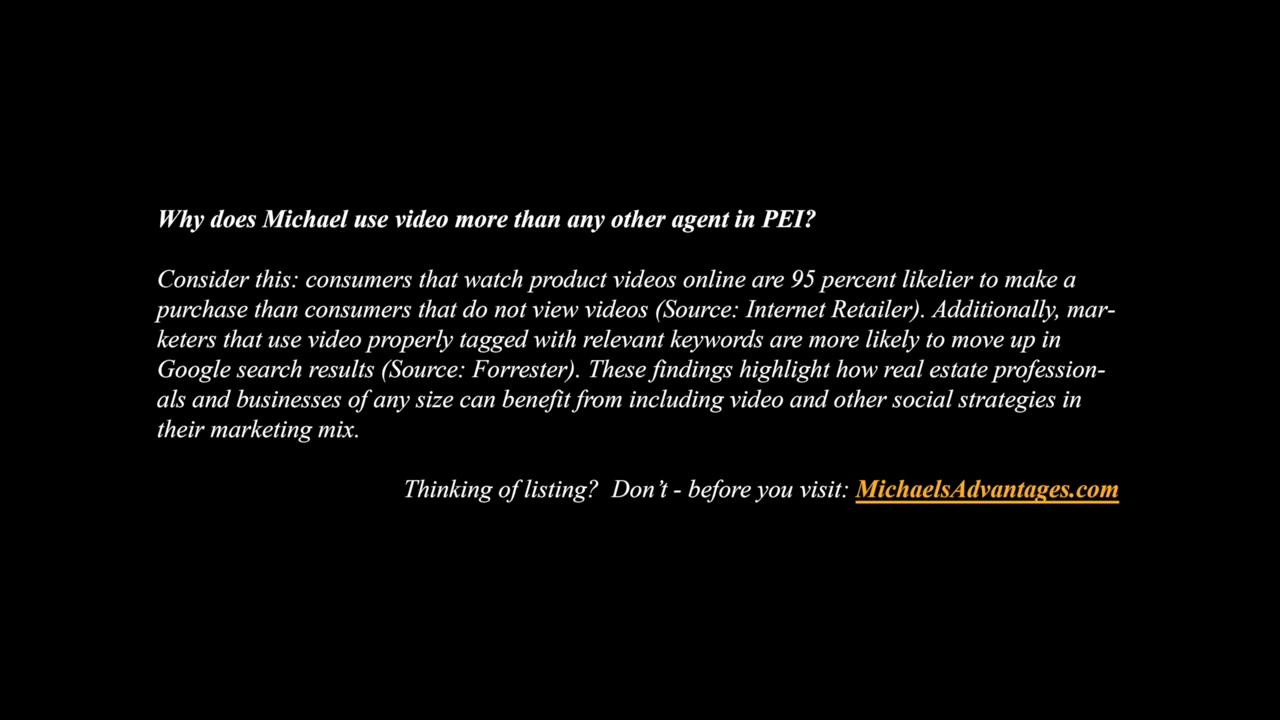 Why does Michael use video more than any other agent in PEI?
Consider this: consumers that watch product videos online are 95 percent likelier to make a
purchase than consumers that do not view videos (Source: Internet Retailer). Additionally, mar-
keters that use video properly tagged with relevant keywords are more likely to move up in
Google search results (Source: Forrester). These findings highlight how real estate profession-
als and businesses of any size can benefit from including video and other social strategies in
their marketing mix.
Thinking of listing?  Don’t - before you visit: MichaelsAdvantages.com